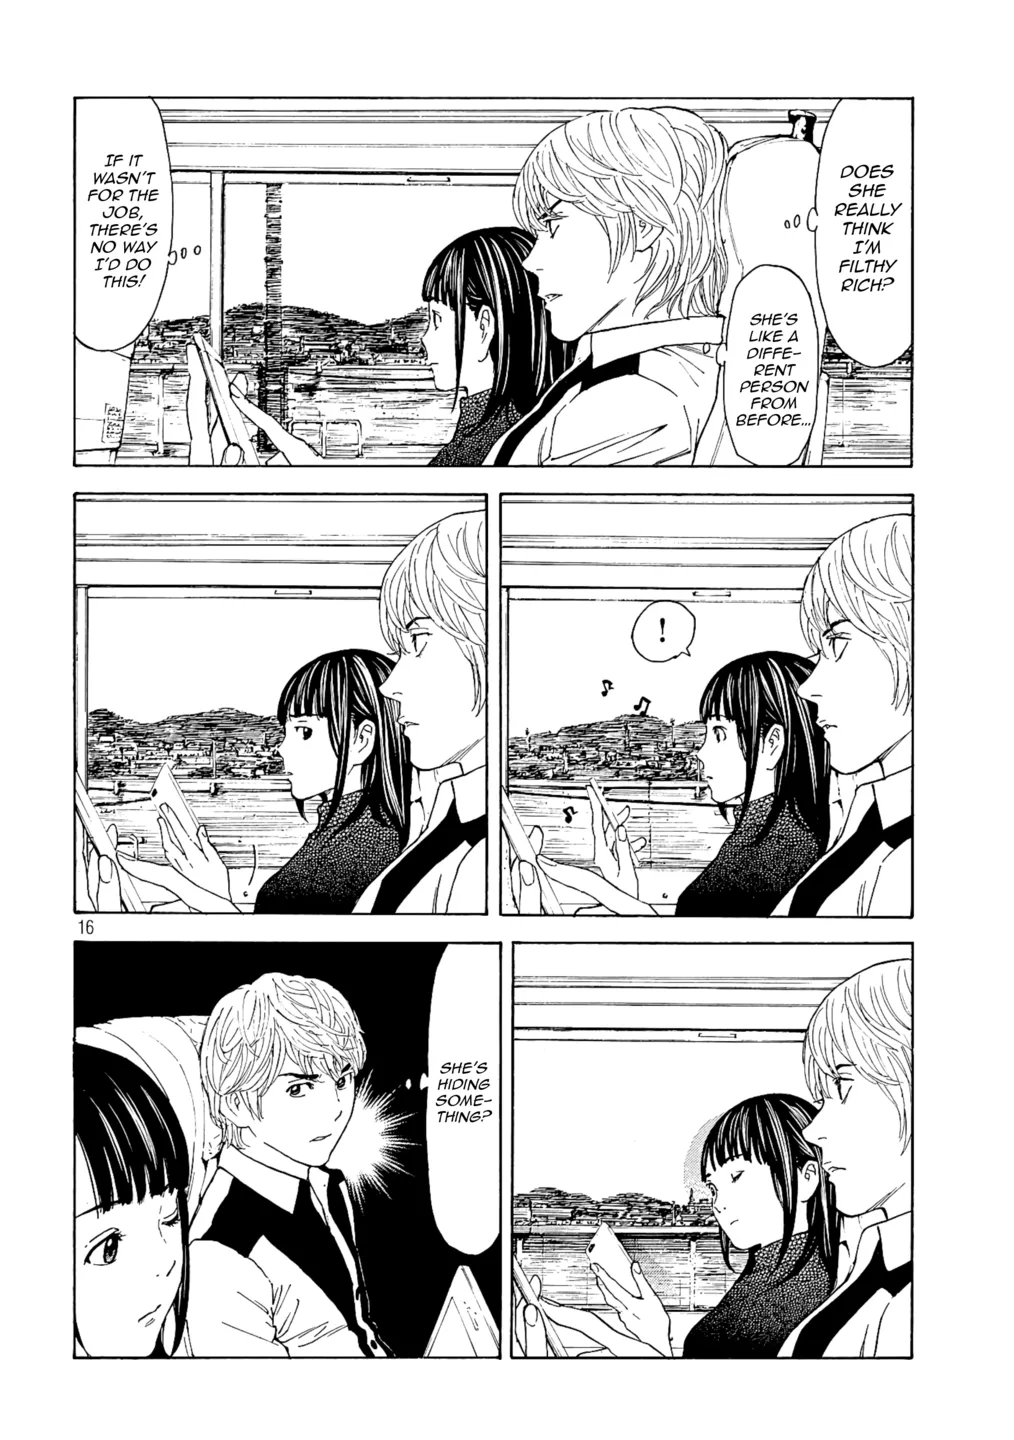 DOES
SHE
REALLY
THINK
I'M
FILTHY
RICH?
SHE'S
LIKE A
DIFFE-
RENT
PERSON
FROM
BEFORE...
IF IT
WASN'T
FOR THE
JOB,
THERE'S
NO WAY
I'D DO
THIS!
!
16
SHE'S
HIDING
SOME-
THING?